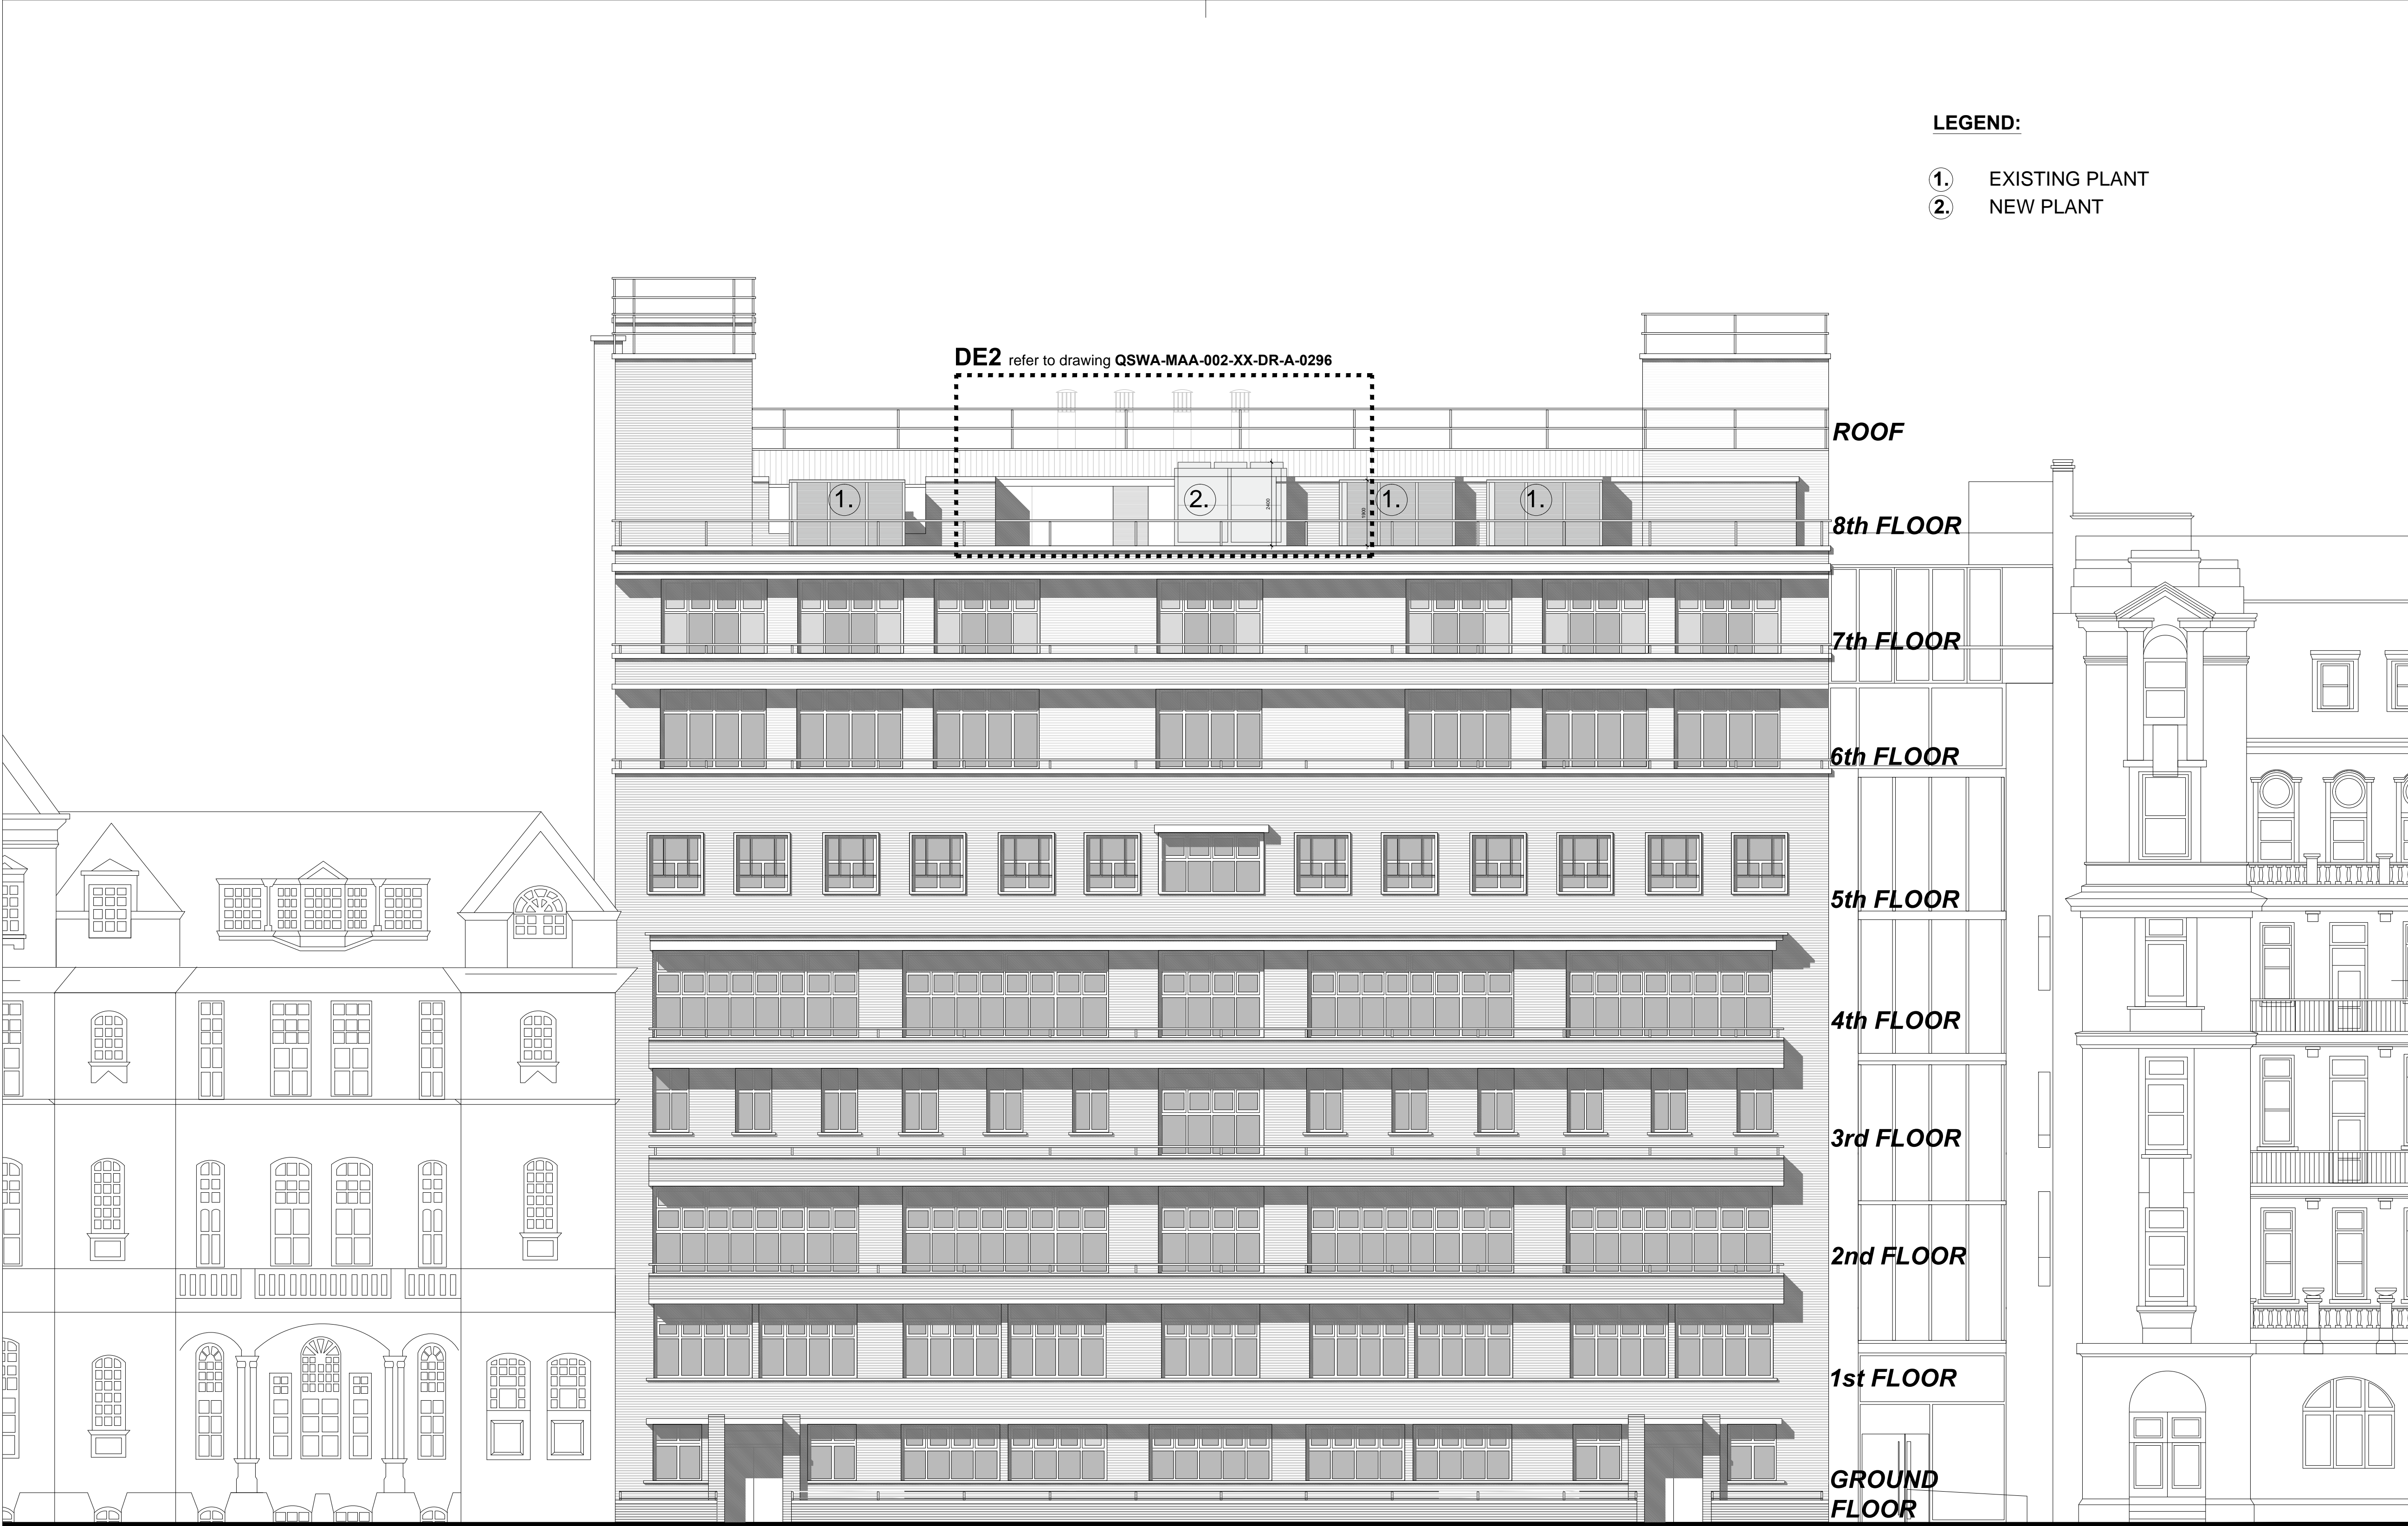 LEGEND:
1. EXISTING PLANT
2. NEW PLANT
DE2 refer to drawing QSWA-MAA-002-XX-DR-A-0296
ROOF
1.
2.
2400
1900
1.
1.
8th FLOOR
7th FLOOR
6th FLOOR
5th FLOOR
4th FLOOR
3rd FLOOR
2nd FLOOR
1st FLOOR
GROUND
FLOOR